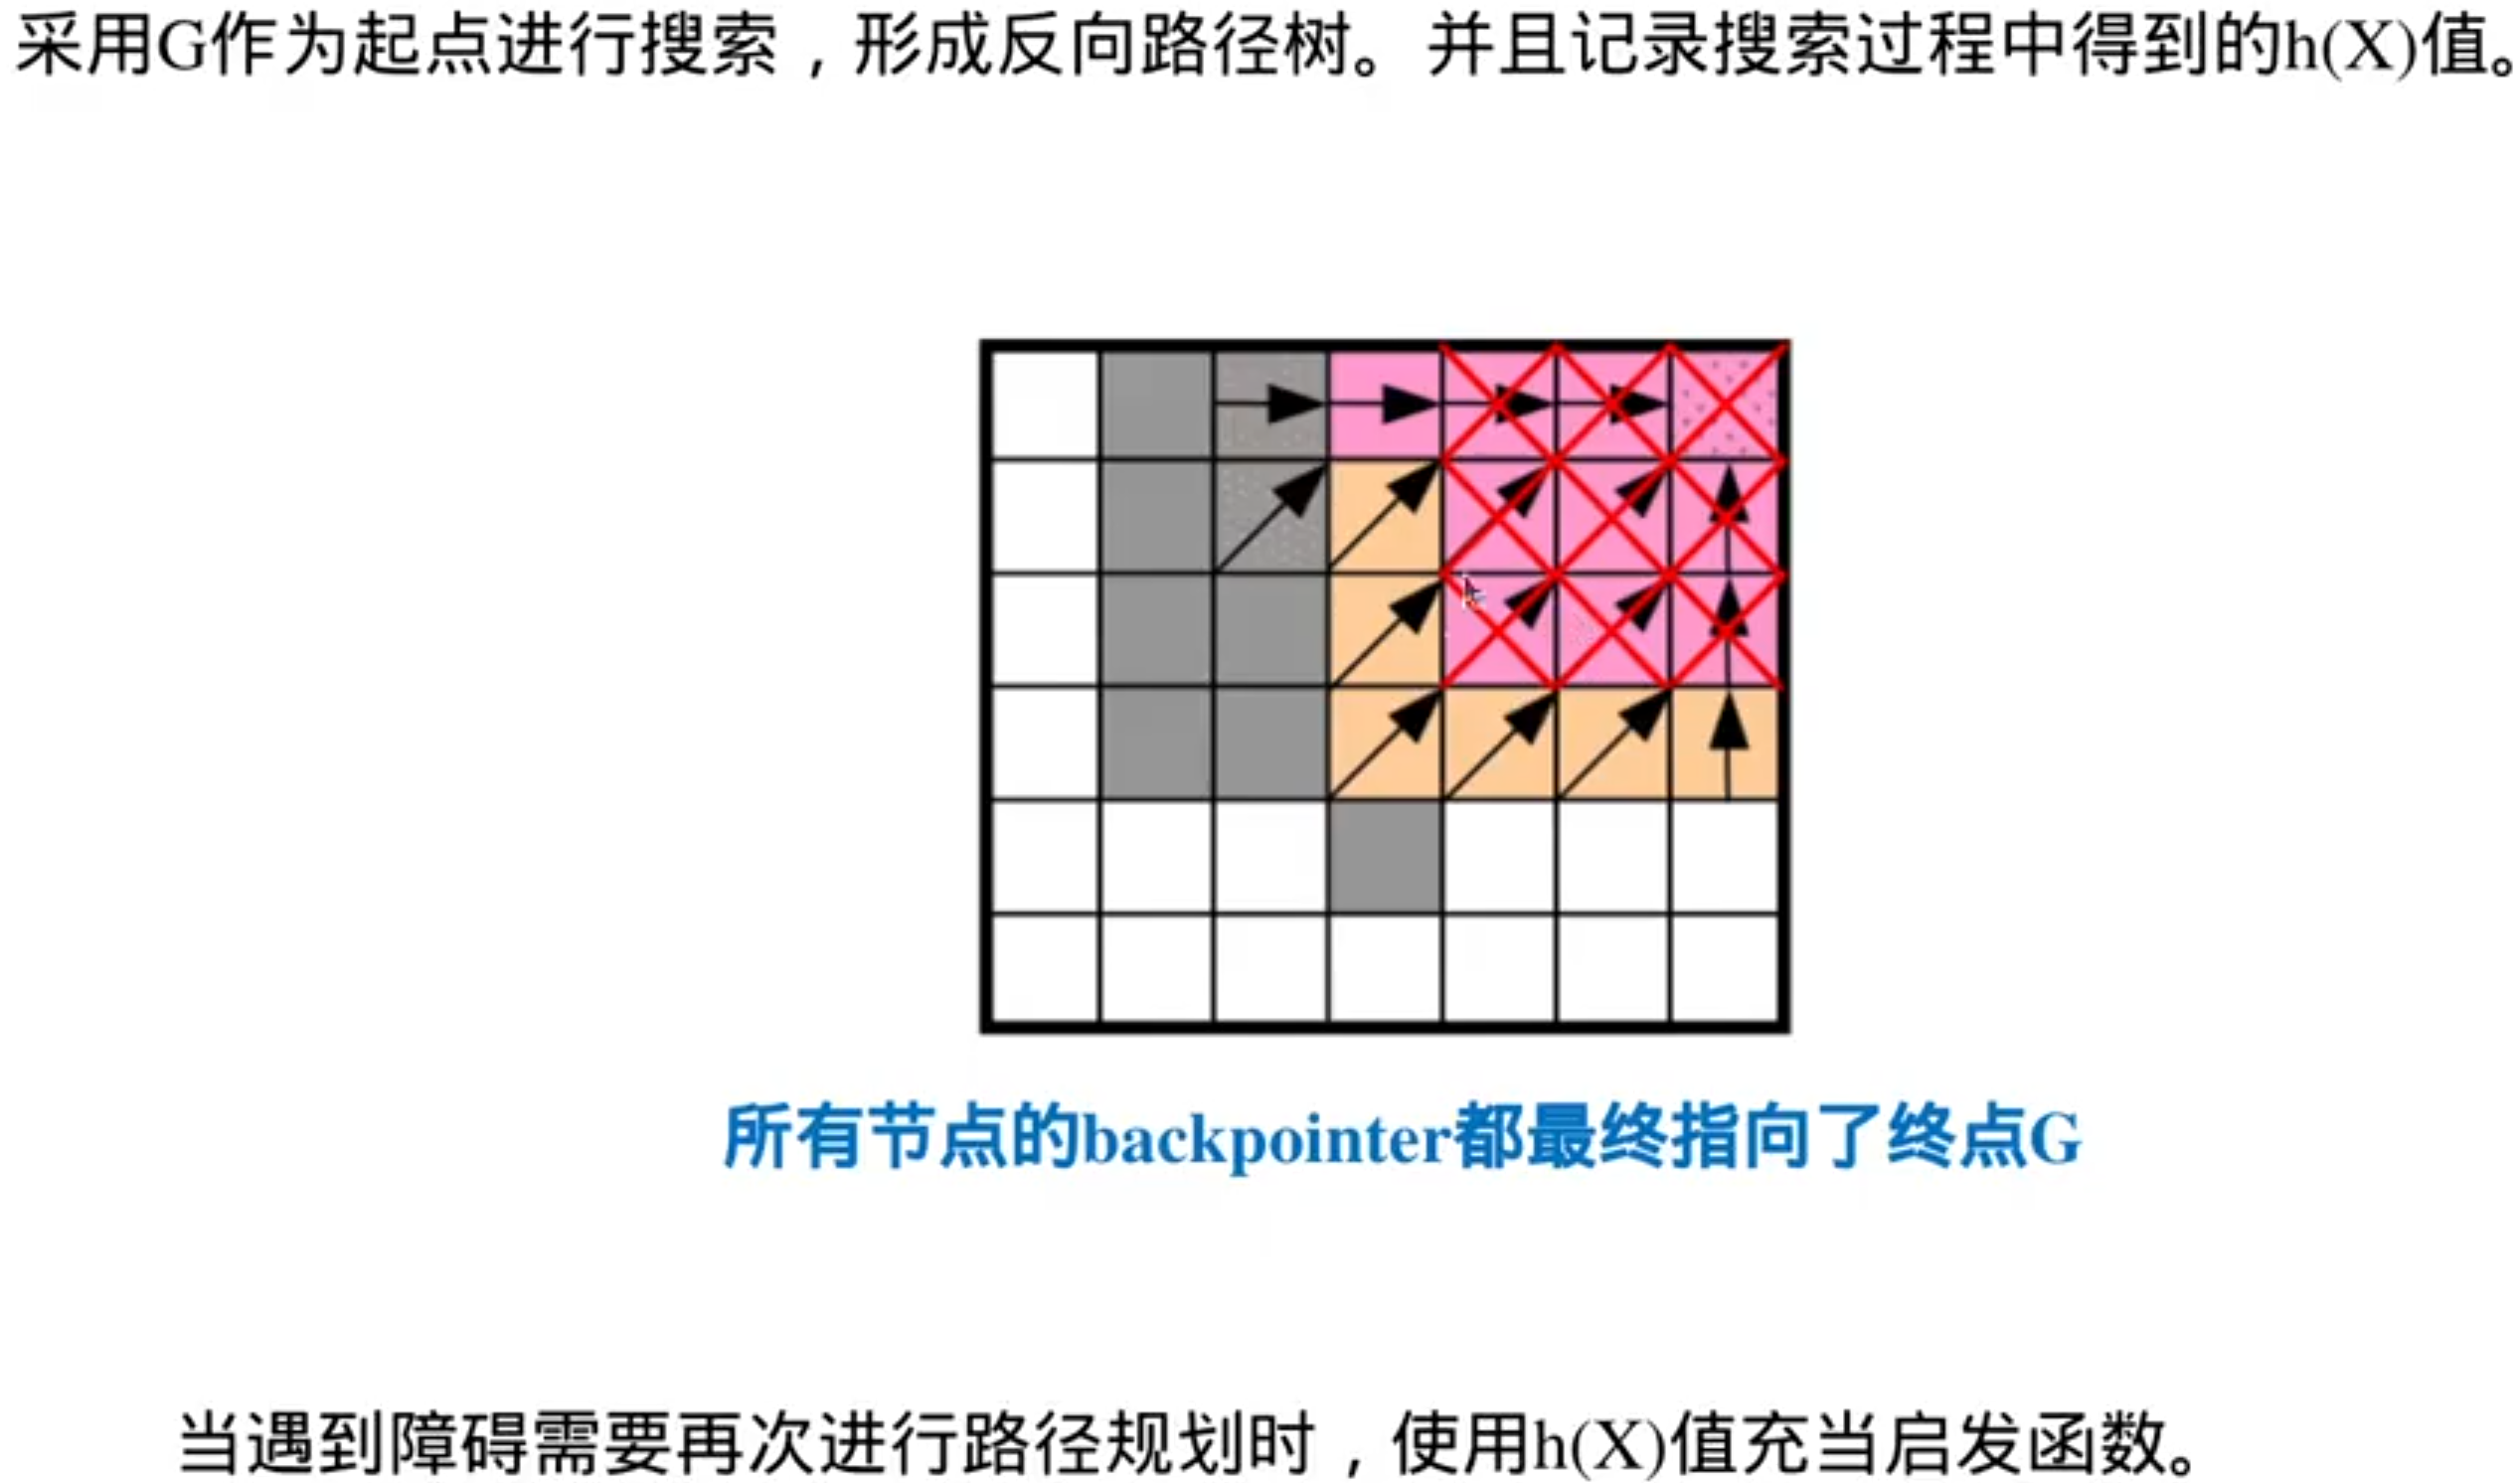 采用G作为起点进行搜索，形成反向路径树。并且记录搜索过程中得到的h(X)值。
所有节点的backpointer都最终指向了终点G
当遇到障碍需要再次进行路径规划时，使用h(X)值充当启发函数。